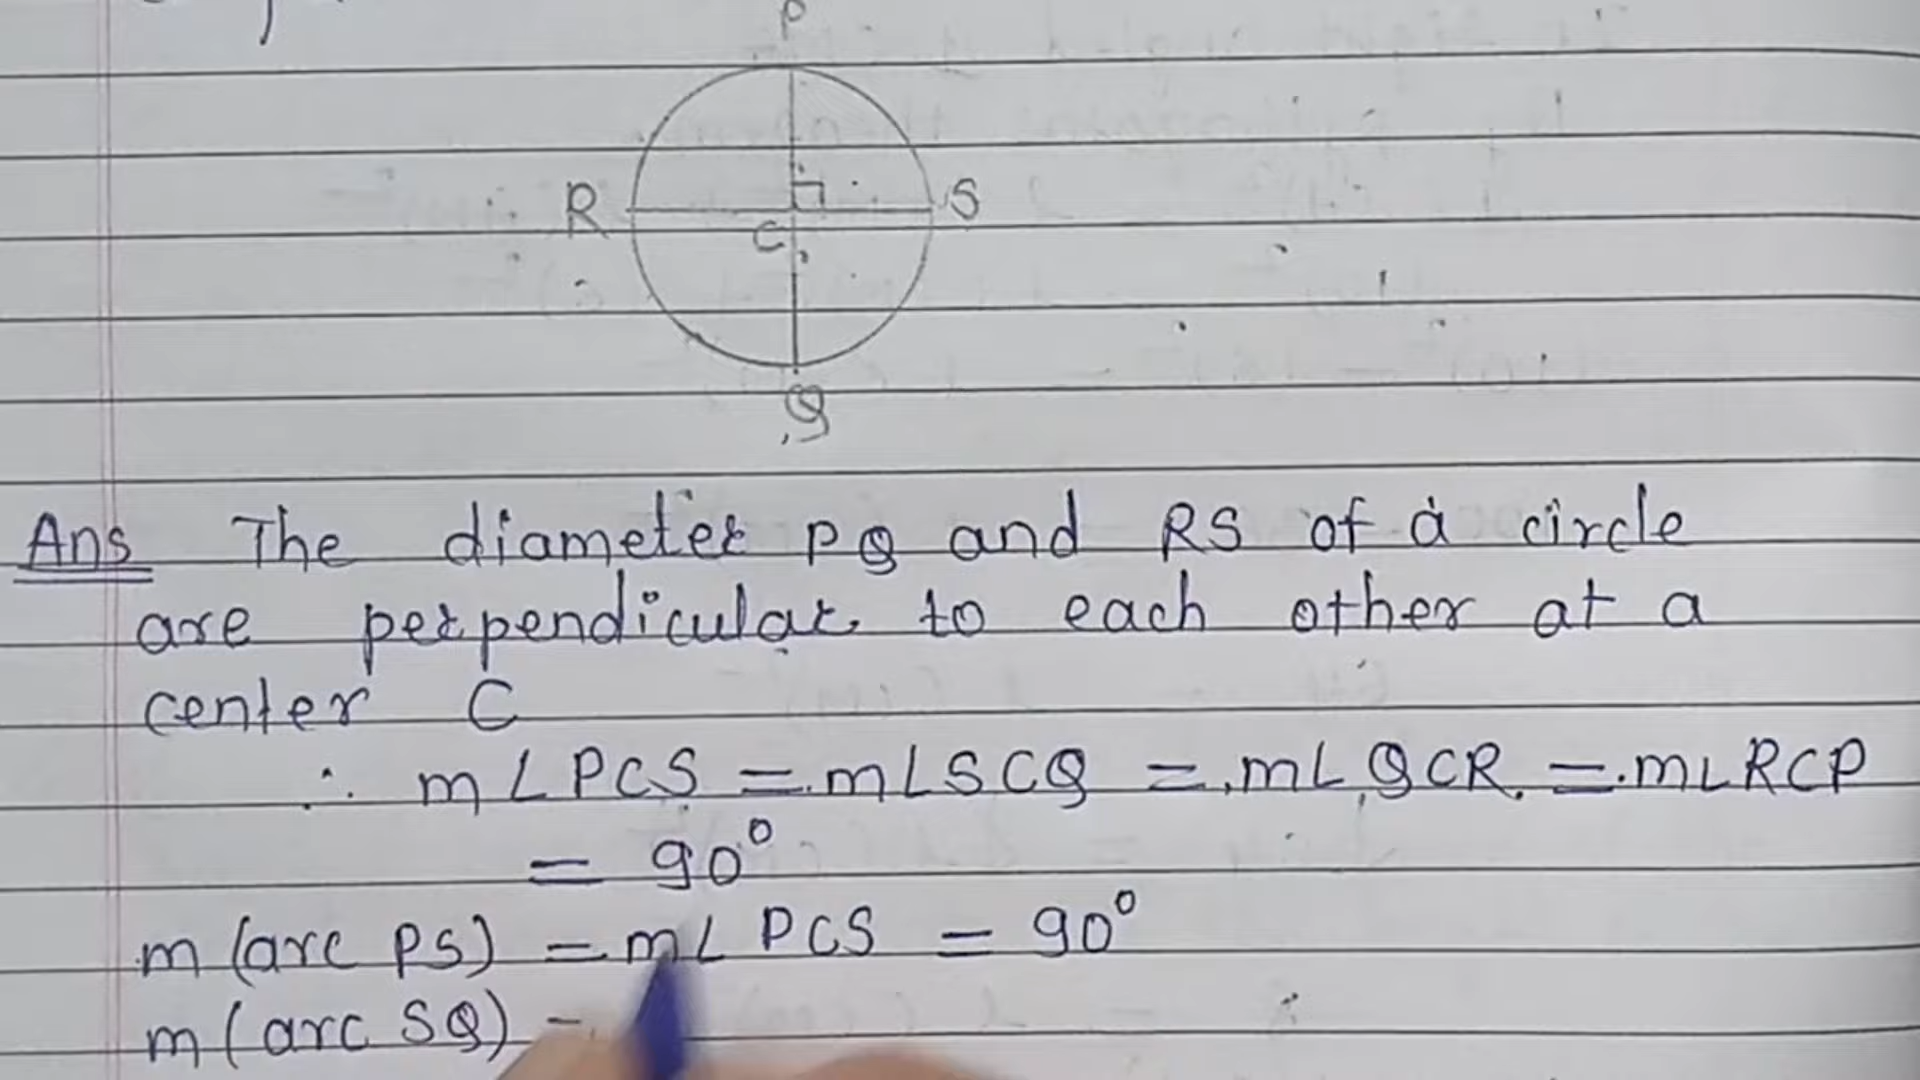 P
R
S
C
Q
Ans The diameter PQ and RS of a circle
are perpendicular to each other at a
center C
∴ m∠PCS = m∠SCQ = m∠QCR = m∠RCP
= 90°
m(arc PS) = m∠PCS = 90°
m(arc SQ) =